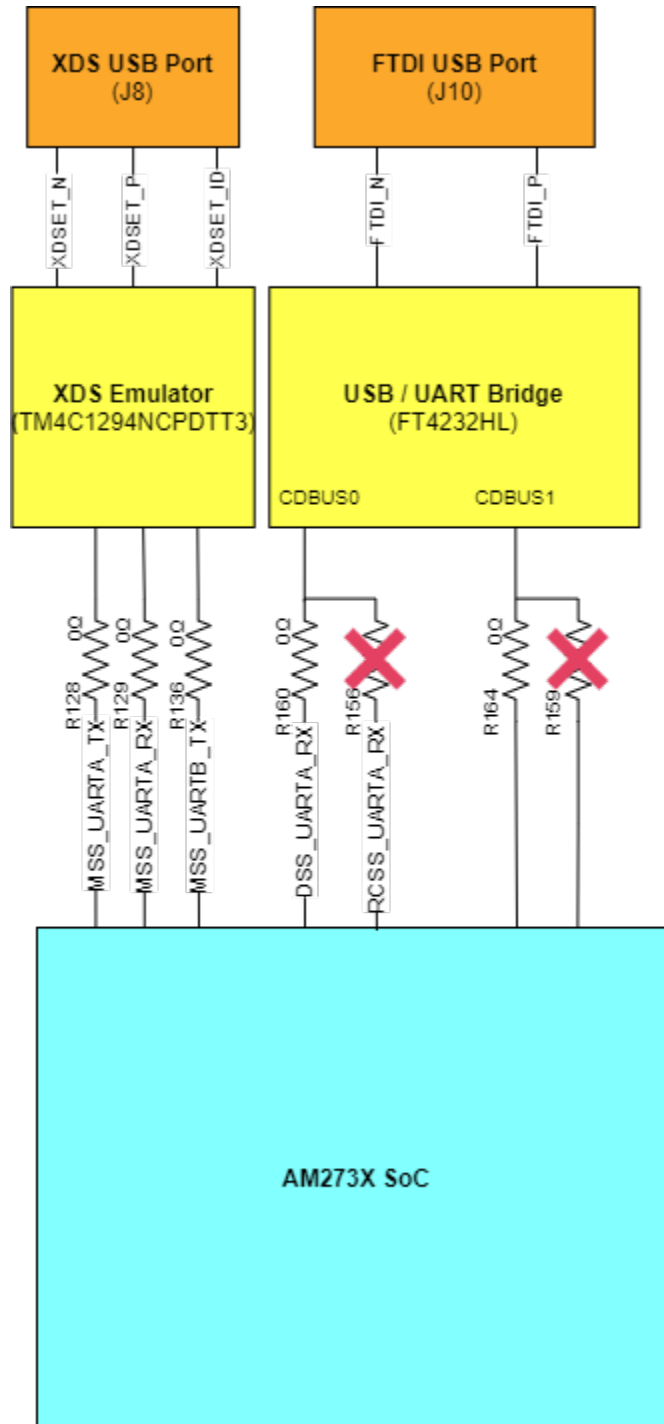 XDS USB Port
(J8)
FTDI USB Port
(J10)
XDSET_N
XDSET_P
XDSET_ID
FTDI_N
FTDI_P
XDS Emulator
(TM4C1294NCPDTT3)
USB / UART Bridge
(FT4232HL)
CDBUS0
CDBUS1
0Ω
R128
0Ω
R129
0Ω
R136
0Ω
R160
R156
0Ω
R164
R159
MSS_UARTA_TX
MSS_UARTA_RX
MSS_UARTB_TX
DSS_UARTA_RX
RCSS_UARTA_RX
AM273X SoC